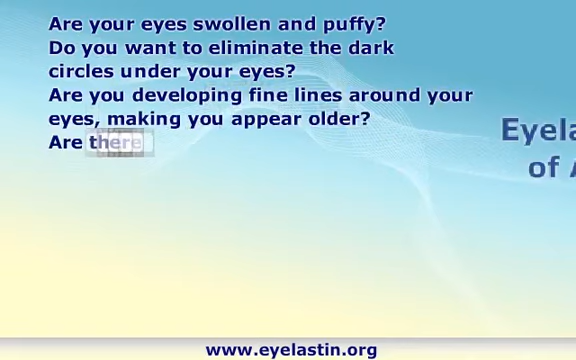 Are your eyes swollen and puffy?
Do you want to eliminate the dark
circles under your eyes?
Are you developing fine lines around your
eyes, making you appear older?
Are there
Eyela
of A
www.eyelastin.org